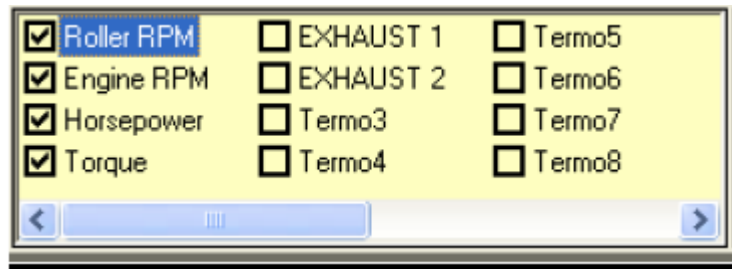 Roller RPM
Engine RPM
Horsepower
Torque
EXHAUST 1
EXHAUST 2
Termo3
Termo4
Termo5
Termo6
Termo7
Termo8